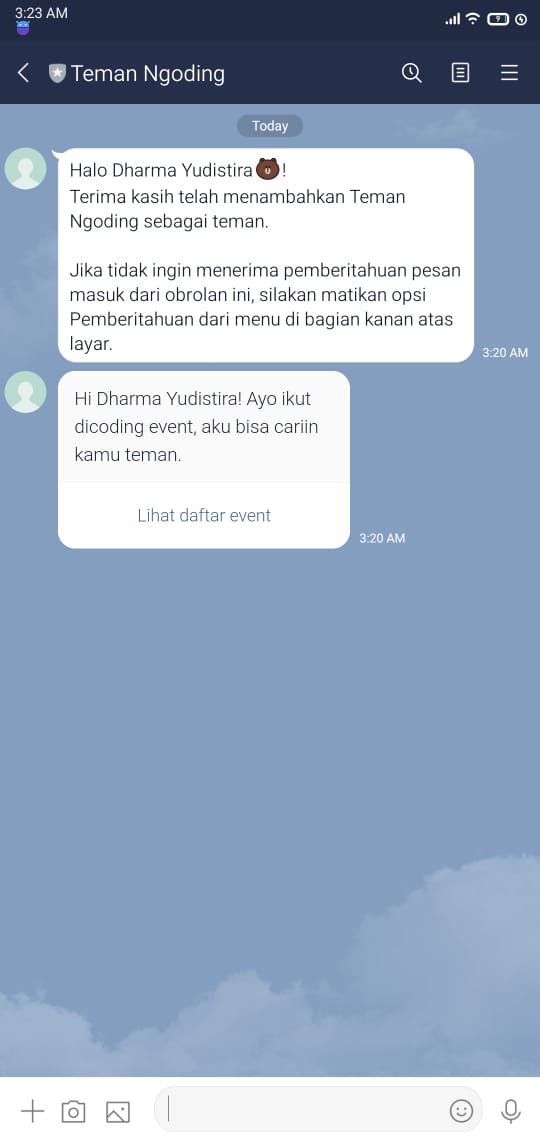 3:23 AM
9
Teman Ngoding
Today
Halo Dharma Yudistira!
Terima kasih telah menambahkan Teman
Ngoding sebagai teman.
Jika tidak ingin menerima pemberitahuan pesan
masuk dari obrolan ini, silakan matikan opsi
Pemberitahuan dari menu di bagian kanan atas
layar.
3:20 AM
Hi Dharma Yudistira! Ayo ikut
dicoding event, aku bisa cariin
kamu teman.
Lihat daftar event
3:20 AM